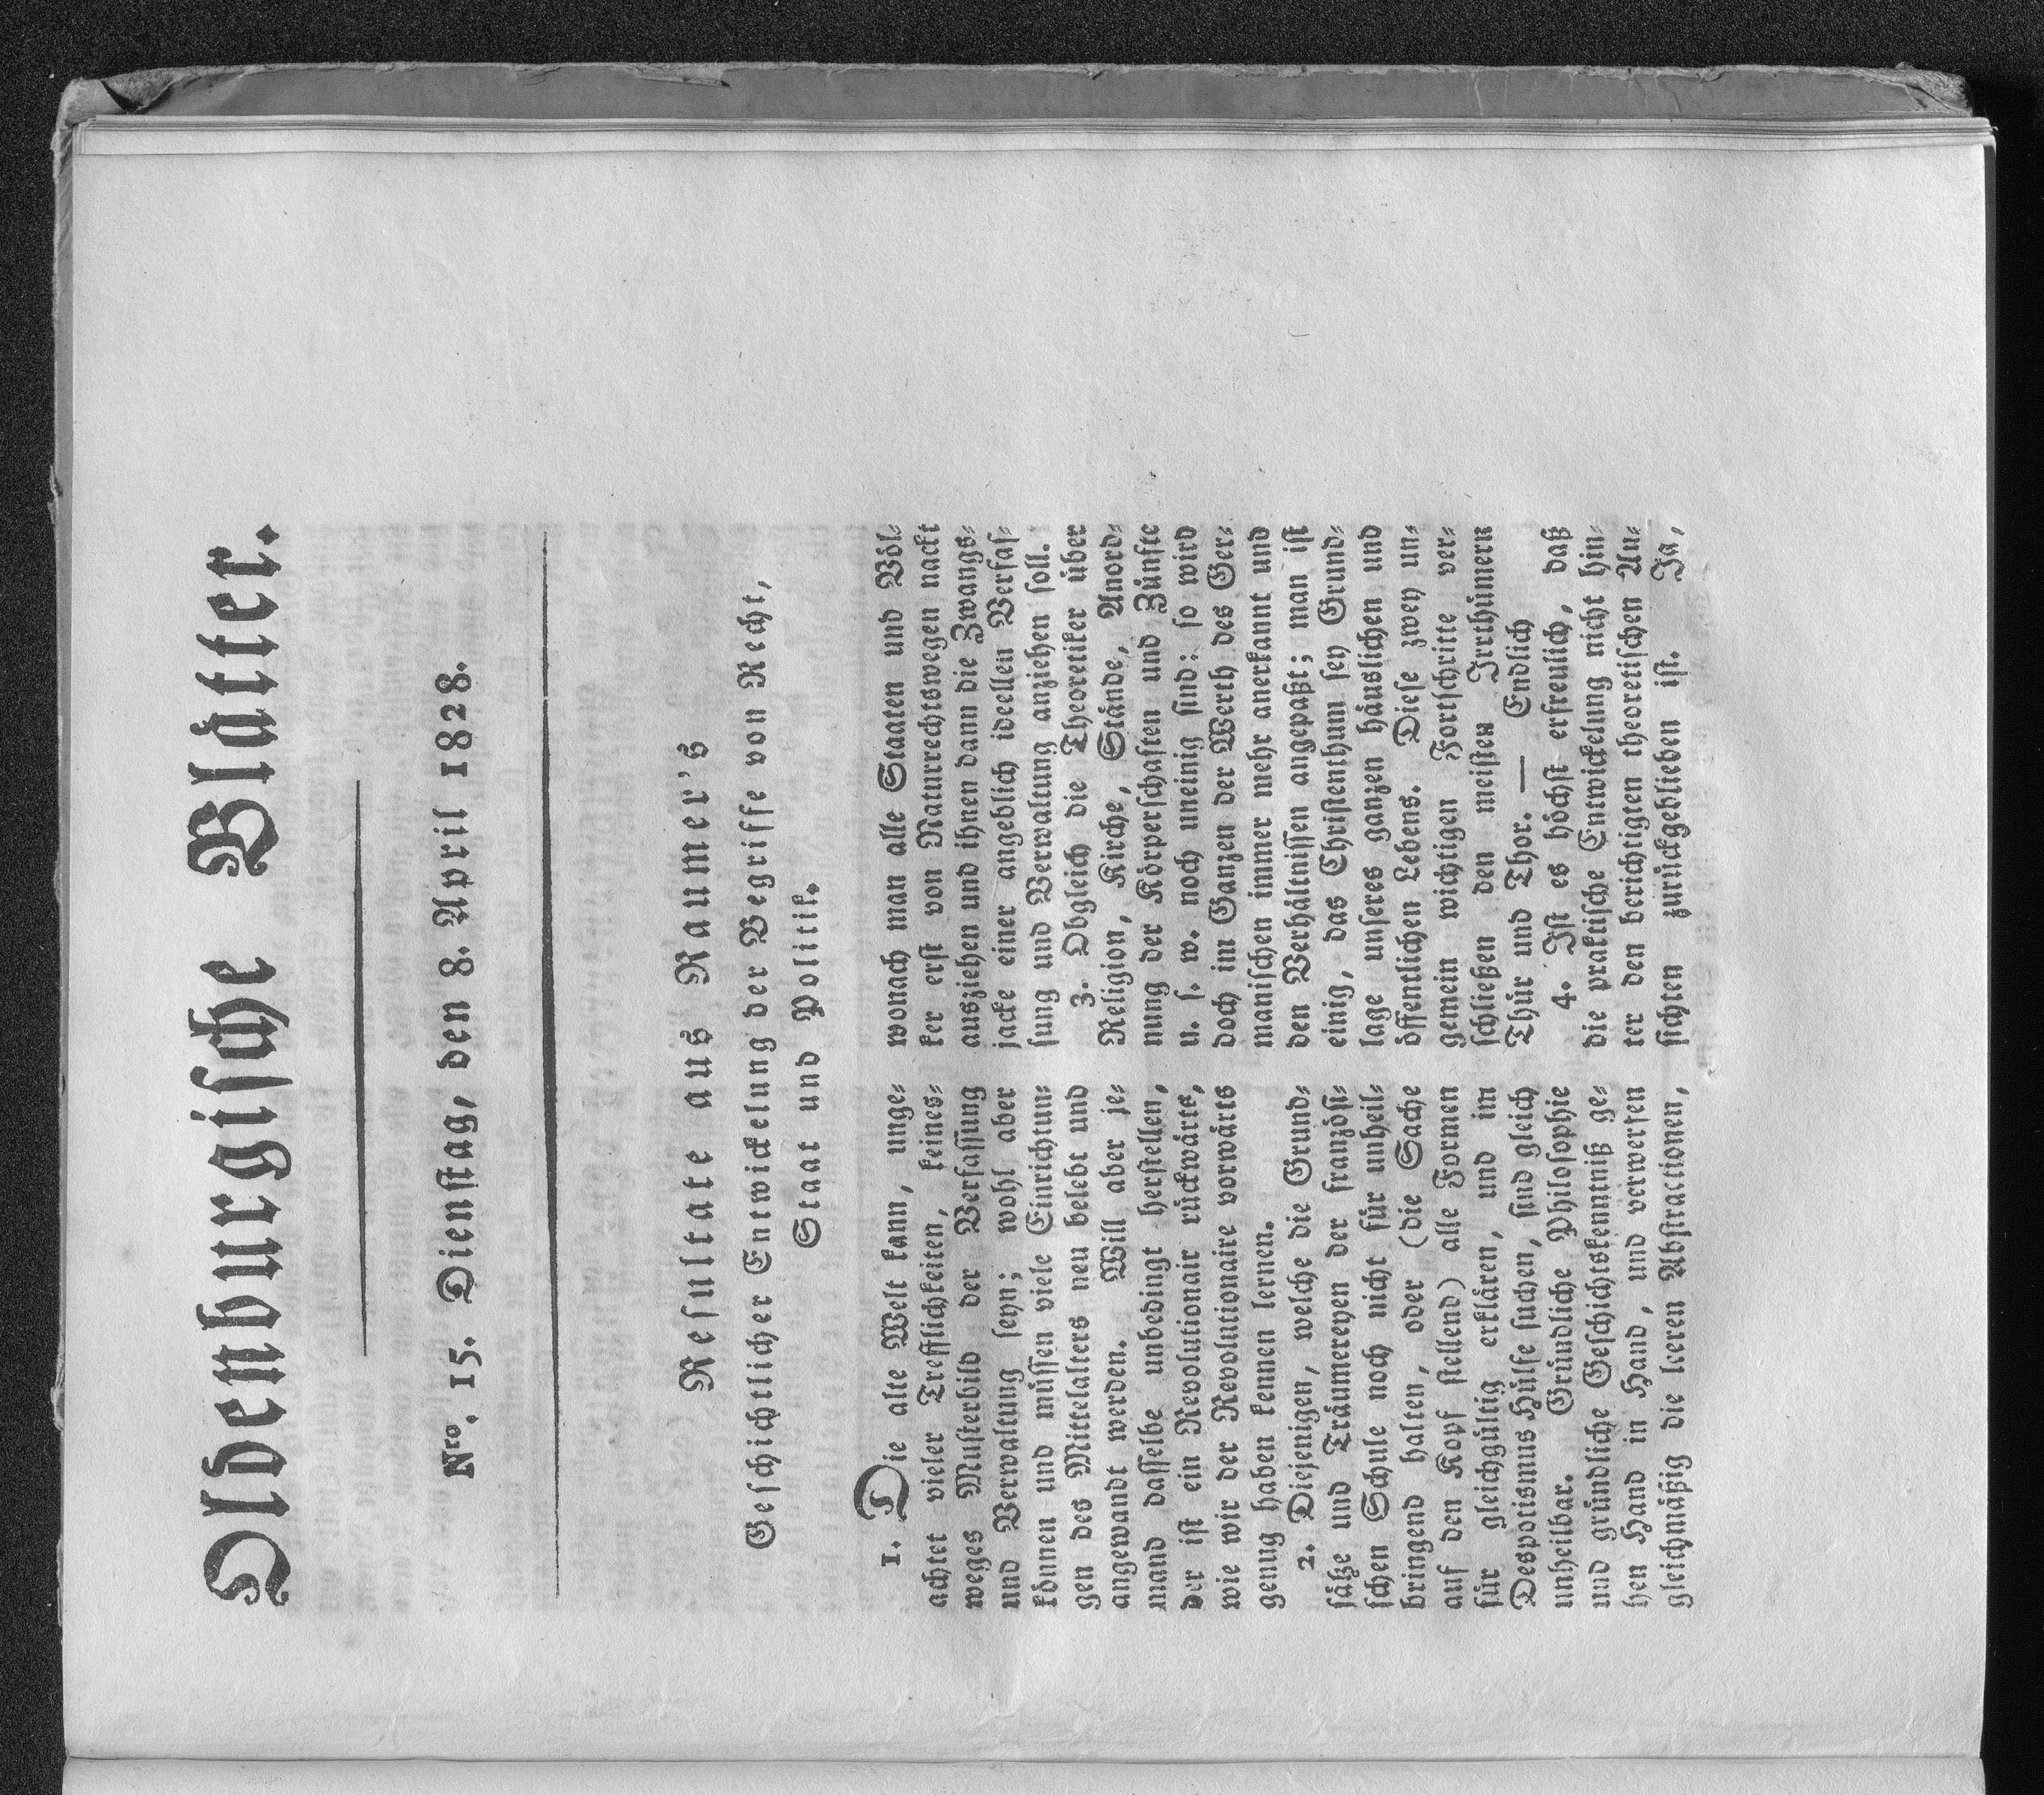 Oldenburgische Blätter.
Nro. 15. Dienstag, den 8. April 1828.
Resultate aus Raumer's
Geschichtlicher Entwickelung der Begriffe von Recht,
Staat und Politik.
1. Die alte Welt kann, unge-
achtet vieler Trefflichkeiten, keines-
weges Musterbild der Verfassung
und Verwaltung seyn; wohl aber
können und müssen viele Einrichtun-
gen des Mittelalters neu belebt und
angewandt werden. Will aber je-
mand dasselbe unbedingt herstellen,
der ist ein Revolutionair rückwärts,
wie wir der Revolutionaire vorwärts
genug haben kennen lernen.
2. Diejenigen, welche die Grund-
sätze und Träumereyen der französi-
schen Schule noch nicht für unheil-
bringend halten, oder (die Sache
auf den Kopf stellend) alle Formen
für gleichgültig erklären, und im
Despotismus Hülfe suchen, sind gleich
unheilbar. Gründliche Philosophie
und gründliche Geschichtskenntniß ge-
hen Hand in Hand, und verwerfen
gleichmäßig die leeren Abstractionen,
wonach man alle Staaten und Völ-
ker erst von Naturrechtswegen nackt
ausziehen und ihnen dann die Zwangs-
jacke einer angeblich ideellen Verfas-
sung und Verwaltung anziehen soll.
3. Obgleich die Theoretiker über
Religion, Kirche, Stände, Anord-
nung der Körperschaften und Zünfte
u. s. w. noch uneinig sind: so wird
doch im Ganzen der Werth des Ger-
manischen immer mehr anerkannt und
den Verhältnissen angepaßt; man ist
einig, das Christenthum sey Grund-
lage unseres ganzen häuslichen und
öffentlichen Lebens. Diese zwey un-
gemein wichtigen Fortschritte ver-
schließen den meisten Irrthümern
Thür und Thor. — Endlich
4. Ist es höchst erfreulich, daß
die praktische Entwickelung nicht hin-
ter den berichtigten theoretischen An-
sichten zurückgeblieben ist. Ja,